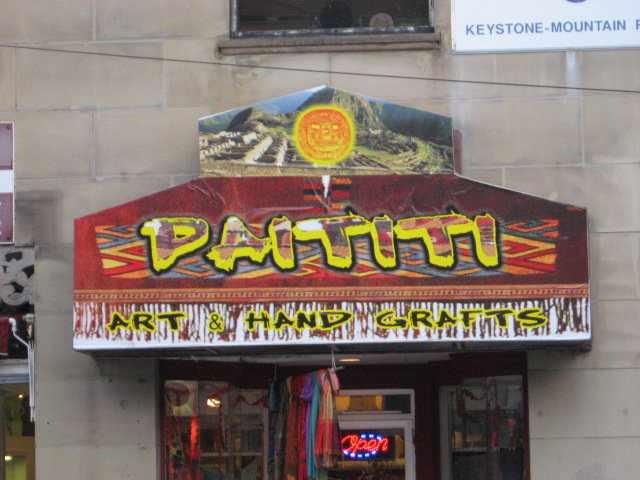 KEYSTONE-MOUNTAIN
PAITITI
ART & HAND CRAFTS
Open